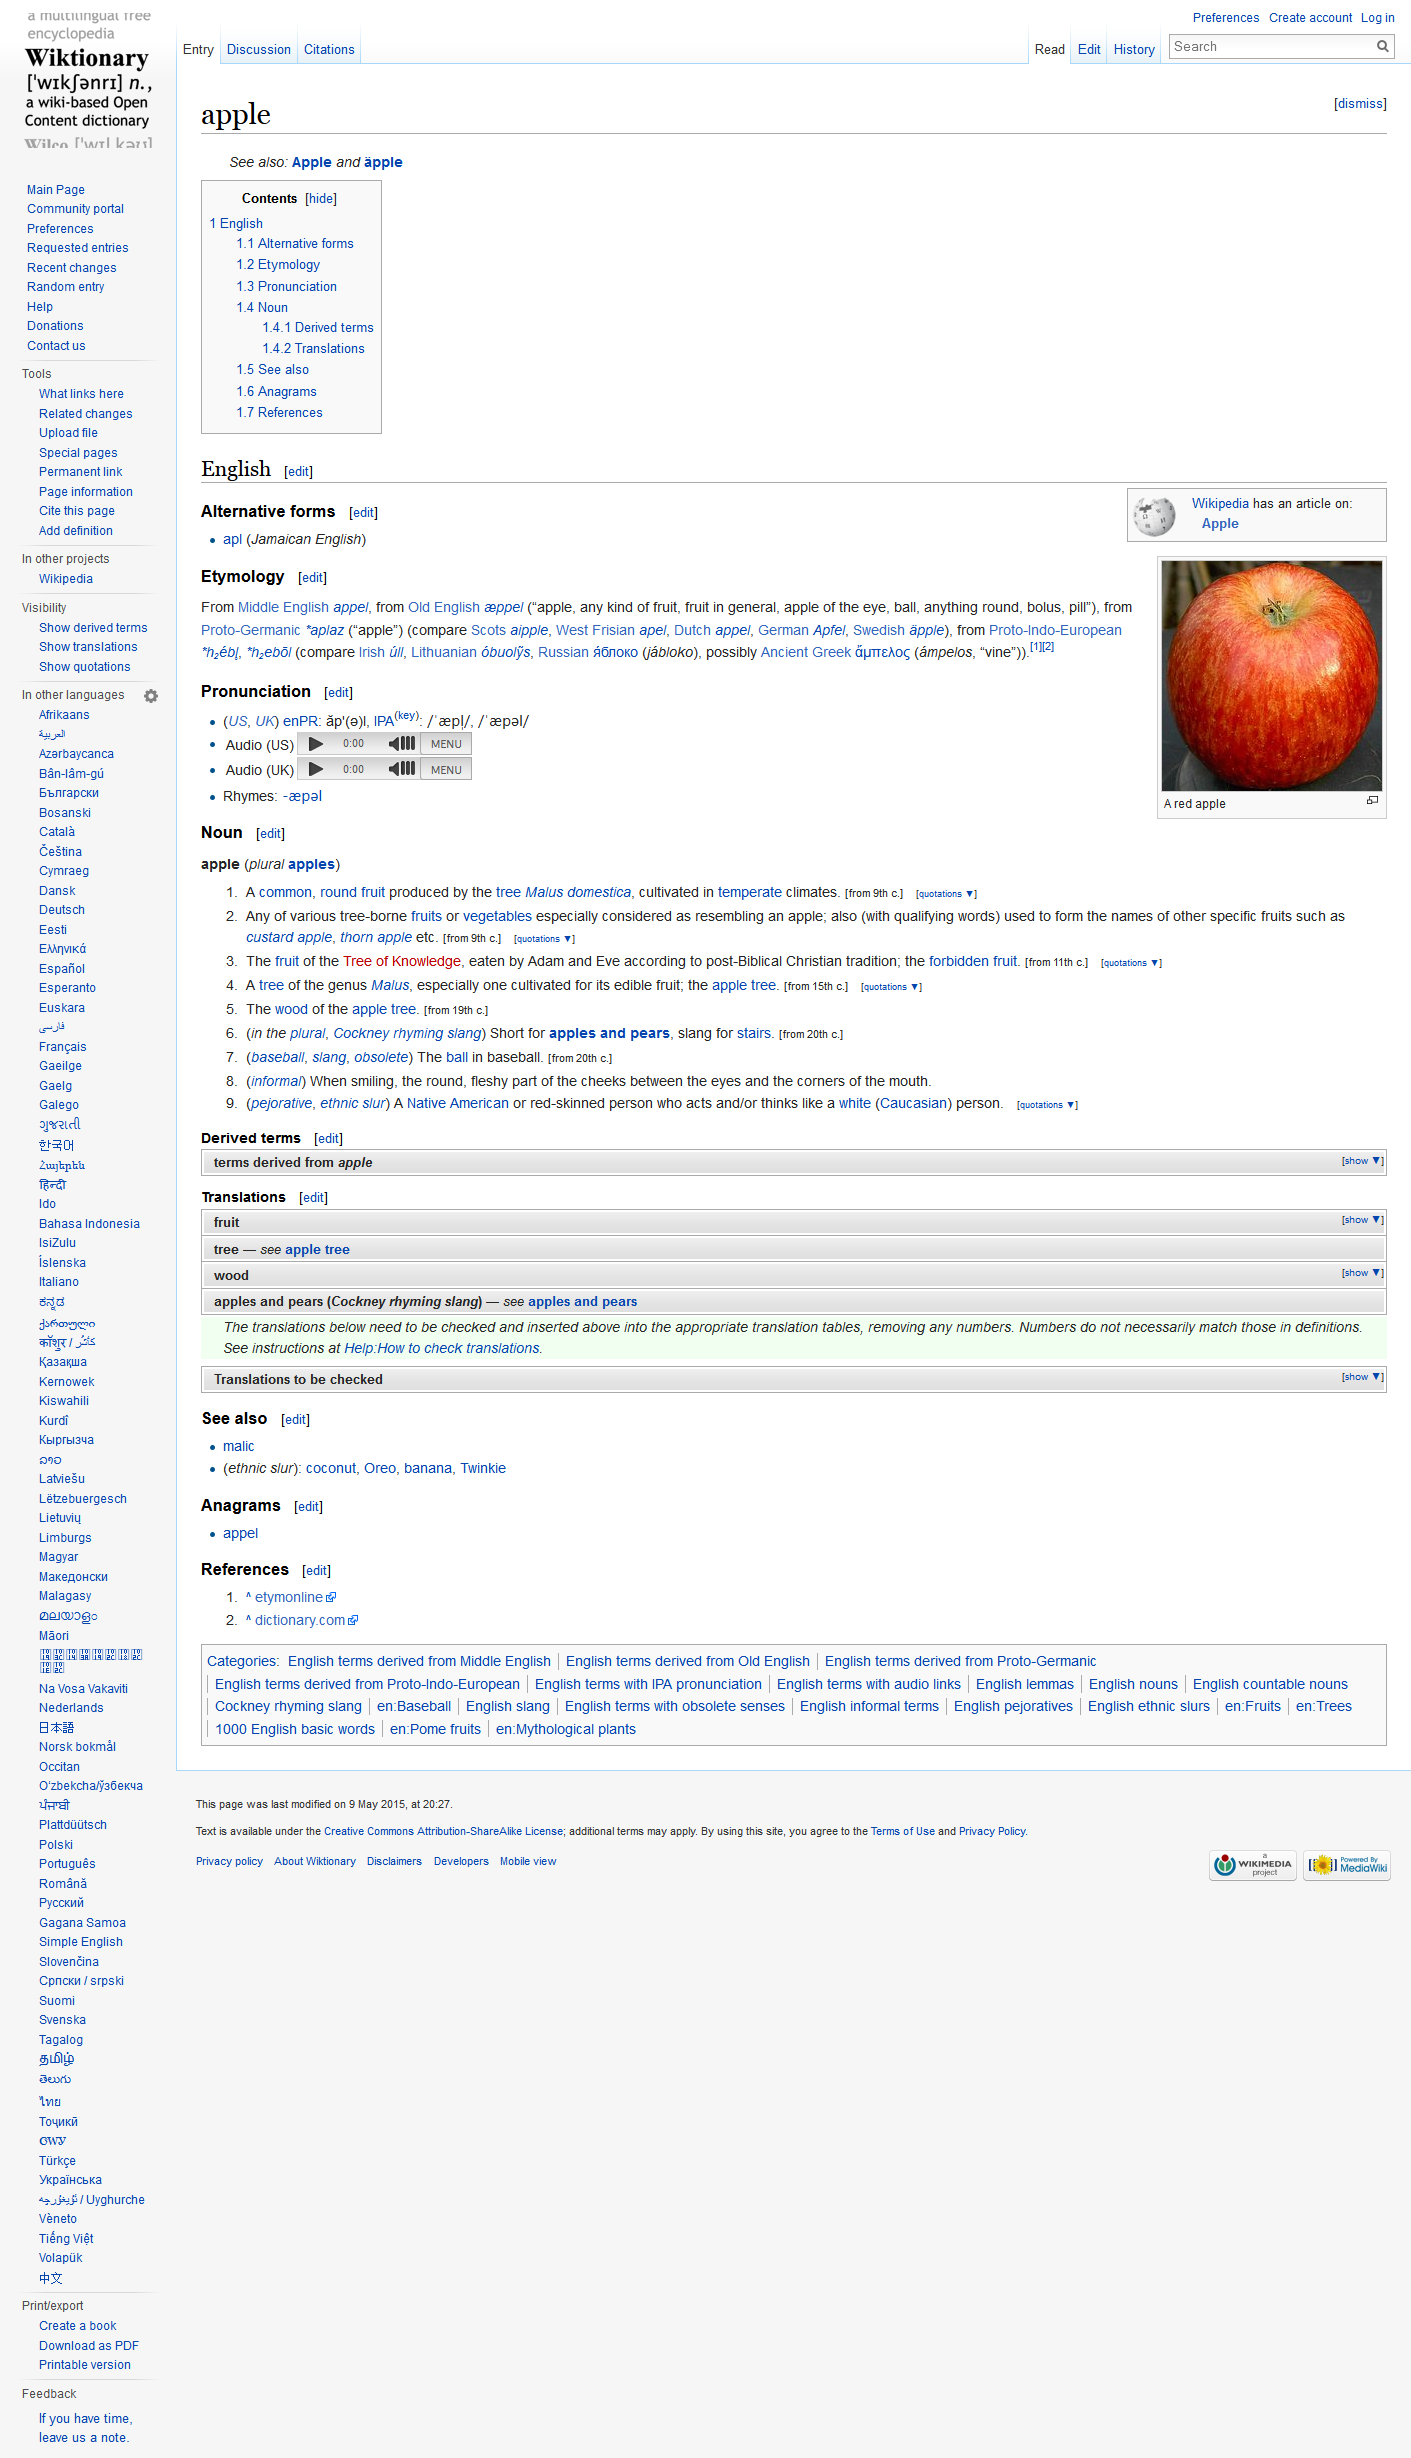 a multilingual free
encyclopedia
Wiktionary
['wɪkʃənrɪ] n.,
a wiki-based Open
Content dictionary
Wilco ['wɪl kəʊ]
Preferences Create account Log in
Entry Discussion Citations
Read Edit History Search
apple
[dismiss]
See also: Apple and äpple
Contents [hide]
1 English
1.1 Alternative forms
1.2 Etymology
1.3 Pronunciation
1.4 Noun
1.4.1 Derived terms
1.4.2 Translations
1.5 See also
1.6 Anagrams
1.7 References
English [edit]
Wikipedia has an article on:
Apple
Alternative forms [edit]
apl (Jamaican English)
A red apple
Etymology [edit]
From Middle English appel, from Old English æppel (“apple, any kind of fruit, fruit in general, apple of the eye, ball, anything round, bolus, pill”), from
Proto-Germanic *aplaz (“apple”) (compare Scots aipple, West Frisian apel, Dutch appel, German Apfel, Swedish äpple), from Proto-Indo-European
*h₂ébl̥, *h₂ebōl (compare Irish úll, Lithuanian óbuolỹs, Russian я́блоко (jábloko), possibly Ancient Greek ἄμπελος (ámpelos, “vine”)).[1][2]
Pronunciation [edit]
(US, UK) enPR: ăp'(ə)l, IPA(key): /ˈæpl̩/, /ˈæpəl/
Audio (US) 0:00 MENU
Audio (UK) 0:00 MENU
Rhymes: -æpəl
Noun [edit]
apple (plural apples)
1. A common, round fruit produced by the tree Malus domestica, cultivated in temperate climates. [from 9th c.] [quotations ▼]
2. Any of various tree-borne fruits or vegetables especially considered as resembling an apple; also (with qualifying words) used to form the names of other specific fruits such as
custard apple, thorn apple etc. [from 9th c.] [quotations ▼]
3. The fruit of the Tree of Knowledge, eaten by Adam and Eve according to post-Biblical Christian tradition; the forbidden fruit. [from 11th c.] [quotations ▼]
4. A tree of the genus Malus, especially one cultivated for its edible fruit; the apple tree. [from 15th c.] [quotations ▼]
5. The wood of the apple tree. [from 19th c.]
6. (in the plural, Cockney rhyming slang) Short for apples and pears, slang for stairs. [from 20th c.]
7. (baseball, slang, obsolete) The ball in baseball. [from 20th c.]
8. (informal) When smiling, the round, fleshy part of the cheeks between the eyes and the corners of the mouth.
9. (pejorative, ethnic slur) A Native American or red-skinned person who acts and/or thinks like a white (Caucasian) person. [quotations ▼]
Derived terms [edit]
terms derived from apple [show ▼]
Translations [edit]
fruit [show ▼]
tree — see apple tree
wood [show ▼]
apples and pears (Cockney rhyming slang) — see apples and pears
The translations below need to be checked and inserted above into the appropriate translation tables, removing any numbers. Numbers do not necessarily match those in definitions.
See instructions at Help:How to check translations.
Translations to be checked [show ▼]
See also [edit]
malic
(ethnic slur): coconut, Oreo, banana, Twinkie
Anagrams [edit]
appel
References [edit]
1. ^ etymonline
2. ^ dictionary.com
Categories: English terms derived from Middle English | English terms derived from Old English | English terms derived from Proto-Germanic
| English terms derived from Proto-Indo-European | English terms with IPA pronunciation | English terms with audio links | English lemmas | English nouns | English countable nouns
| Cockney rhyming slang | en:Baseball | English slang | English terms with obsolete senses | English informal terms | English pejoratives | English ethnic slurs | en:Fruits | en:Trees
| 1000 English basic words | en:Pome fruits | en:Mythological plants
This page was last modified on 9 May 2015, at 20:27.
Text is available under the Creative Commons Attribution-ShareAlike License; additional terms may apply. By using this site, you agree to the Terms of Use and Privacy Policy.
Privacy policy About Wiktionary Disclaimers Developers Mobile view
a
WIKIMEDIA
project
Powered By
MediaWiki
Main Page
Community portal
Preferences
Requested entries
Recent changes
Random entry
Help
Donations
Contact us
Tools
What links here
Related changes
Upload file
Special pages
Permanent link
Page information
Cite this page
Add definition
In other projects
Wikipedia
Visibility
Show derived terms
Show translations
Show quotations
In other languages
Afrikaans
العربية
Azərbaycanca
Bân-lâm-gú
Български
Bosanski
Català
Čeština
Cymraeg
Dansk
Deutsch
Eesti
Ελληνικά
Español
Esperanto
Euskara
فارسی
Français
Gaeilge
Gaelg
Galego
ગુજરાતી
한국어
Հայերեն
हिन्दी
Ido
Bahasa Indonesia
IsiZulu
Íslenska
Italiano
ಕನ್ನಡ
ქართული
कॉशुर / کٲشُر
Қазақша
Kernowek
Kiswahili
Kurdî
Кыргызча
ລາວ
Latviešu
Lëtzebuergesch
Lietuvių
Limburgs
Magyar
Македонски
Malagasy
മലയാളം
Māori
Na Vosa Vakaviti
Nederlands
日本語
Norsk bokmål
Occitan
Oʻzbekcha/ўзбекча
ਪੰਜਾਬੀ
Plattdüütsch
Polski
Português
Română
Русский
Gagana Samoa
Simple English
Slovenčina
Српски / srpski
Suomi
Svenska
Tagalog
தமிழ்
తెలుగు
ไทย
Тоҷикӣ
ᏣᎳᎩ
Türkçe
Українська
ئۇيغۇرچە / Uyghurche
Vèneto
Tiếng Việt
Volapük
中文
Print/export
Create a book
Download as PDF
Printable version
Feedback
If you have time,
leave us a note.